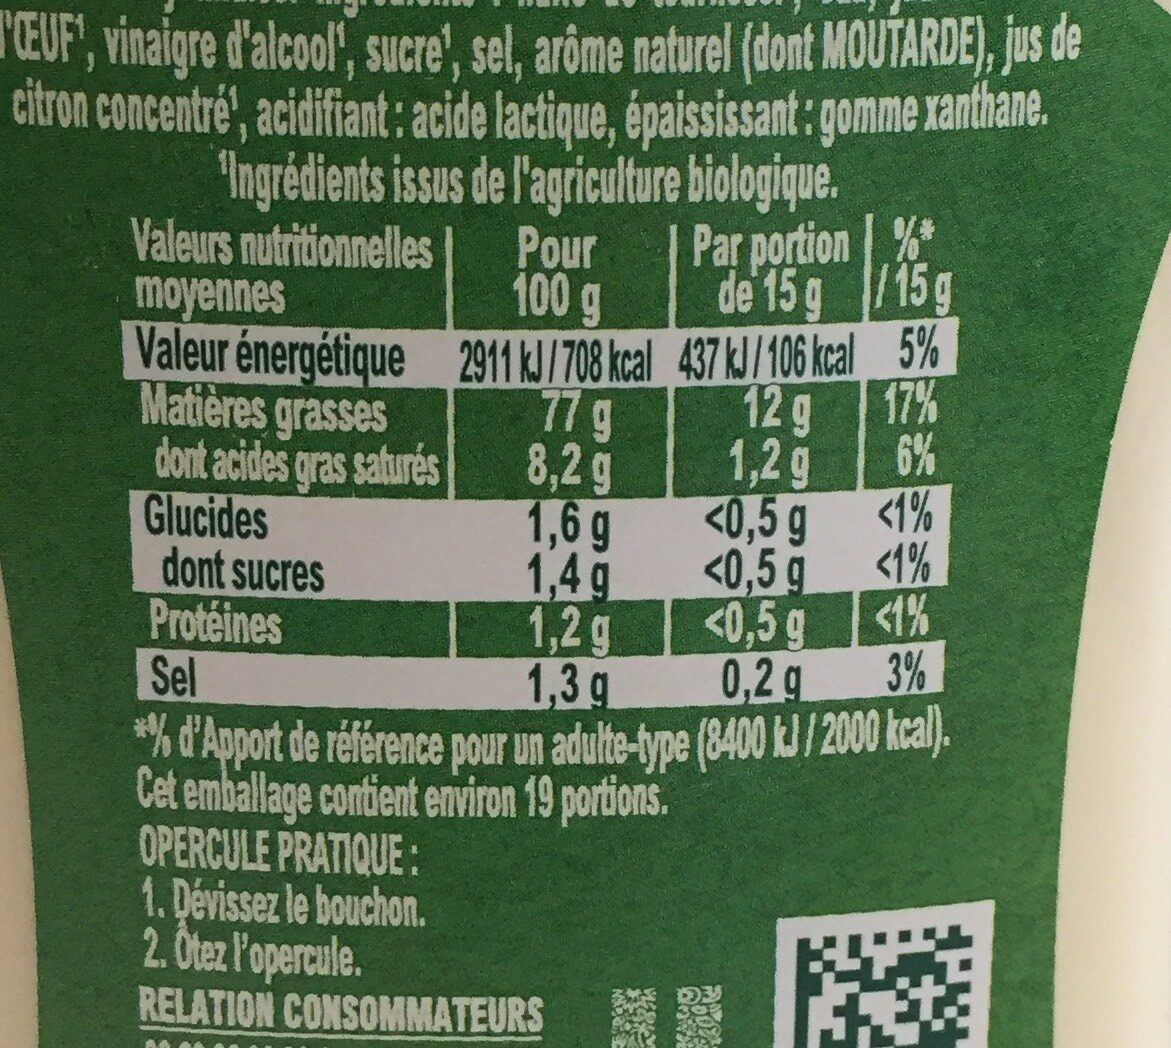 ŒUF¹, vinaigre d'alcool¹, sucre¹, sel, arôme naturel (dont MOUTARDE), jus de
citron concentré¹, acidifiant : acide lactique, épaississant : gomme xanthane.
¹Ingrédients issus de l'agriculture biologique.
Valeurs nutritionnelles moyennes | Pour 100 g | Par portion de 15 g | %* / 15 g
Valeur énergétique 2911 kJ / 708 kcal 437 kJ / 106 kcal 5%
Matières grasses 77 g 12 g 17%
dont acides gras saturés 8,2 g 1,2 g 6%
Glucides 1,6 g <0,5 g <1%
dont sucres 1,4 g <0,5 g <1%
Protéines 1,2 g <0,5 g <1%
Sel 1,3 g 0,2 g 3%
*% d'Apport de référence pour un adulte-type (8400 kJ / 2000 kcal).
Cet emballage contient environ 19 portions.
OPERCULE PRATIQUE :
1. Dévissez le bouchon.
2. Ôtez l'opercule.
RELATION CONSOMMATEURS